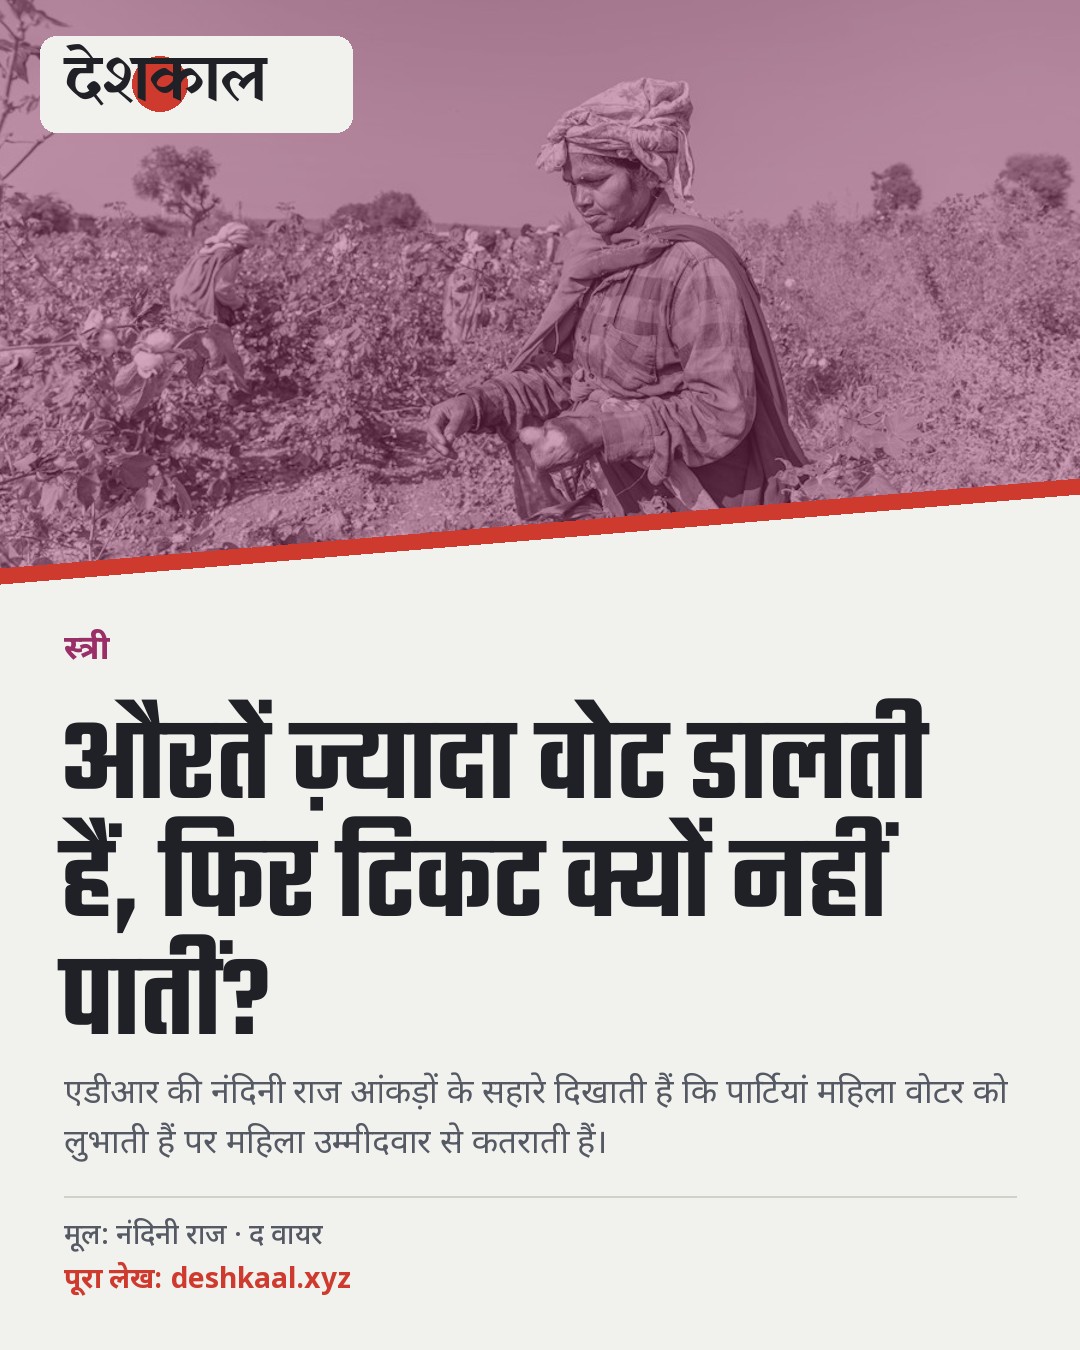 देशकाल
स्त्री
औरतें ज़्यादा वोट डालती
हैं, फिर टिकट क्यों नहीं
पातीं?
एडीआर की नंदिनी राज आंकड़ों के सहारे दिखाती हैं कि पार्टियां महिला वोटर को
लुभाती हैं पर महिला उम्मीदवार से कतराती हैं।
मूल: नंदिनी राज · द वायर
पूरा लेख: deshkaal.xyz